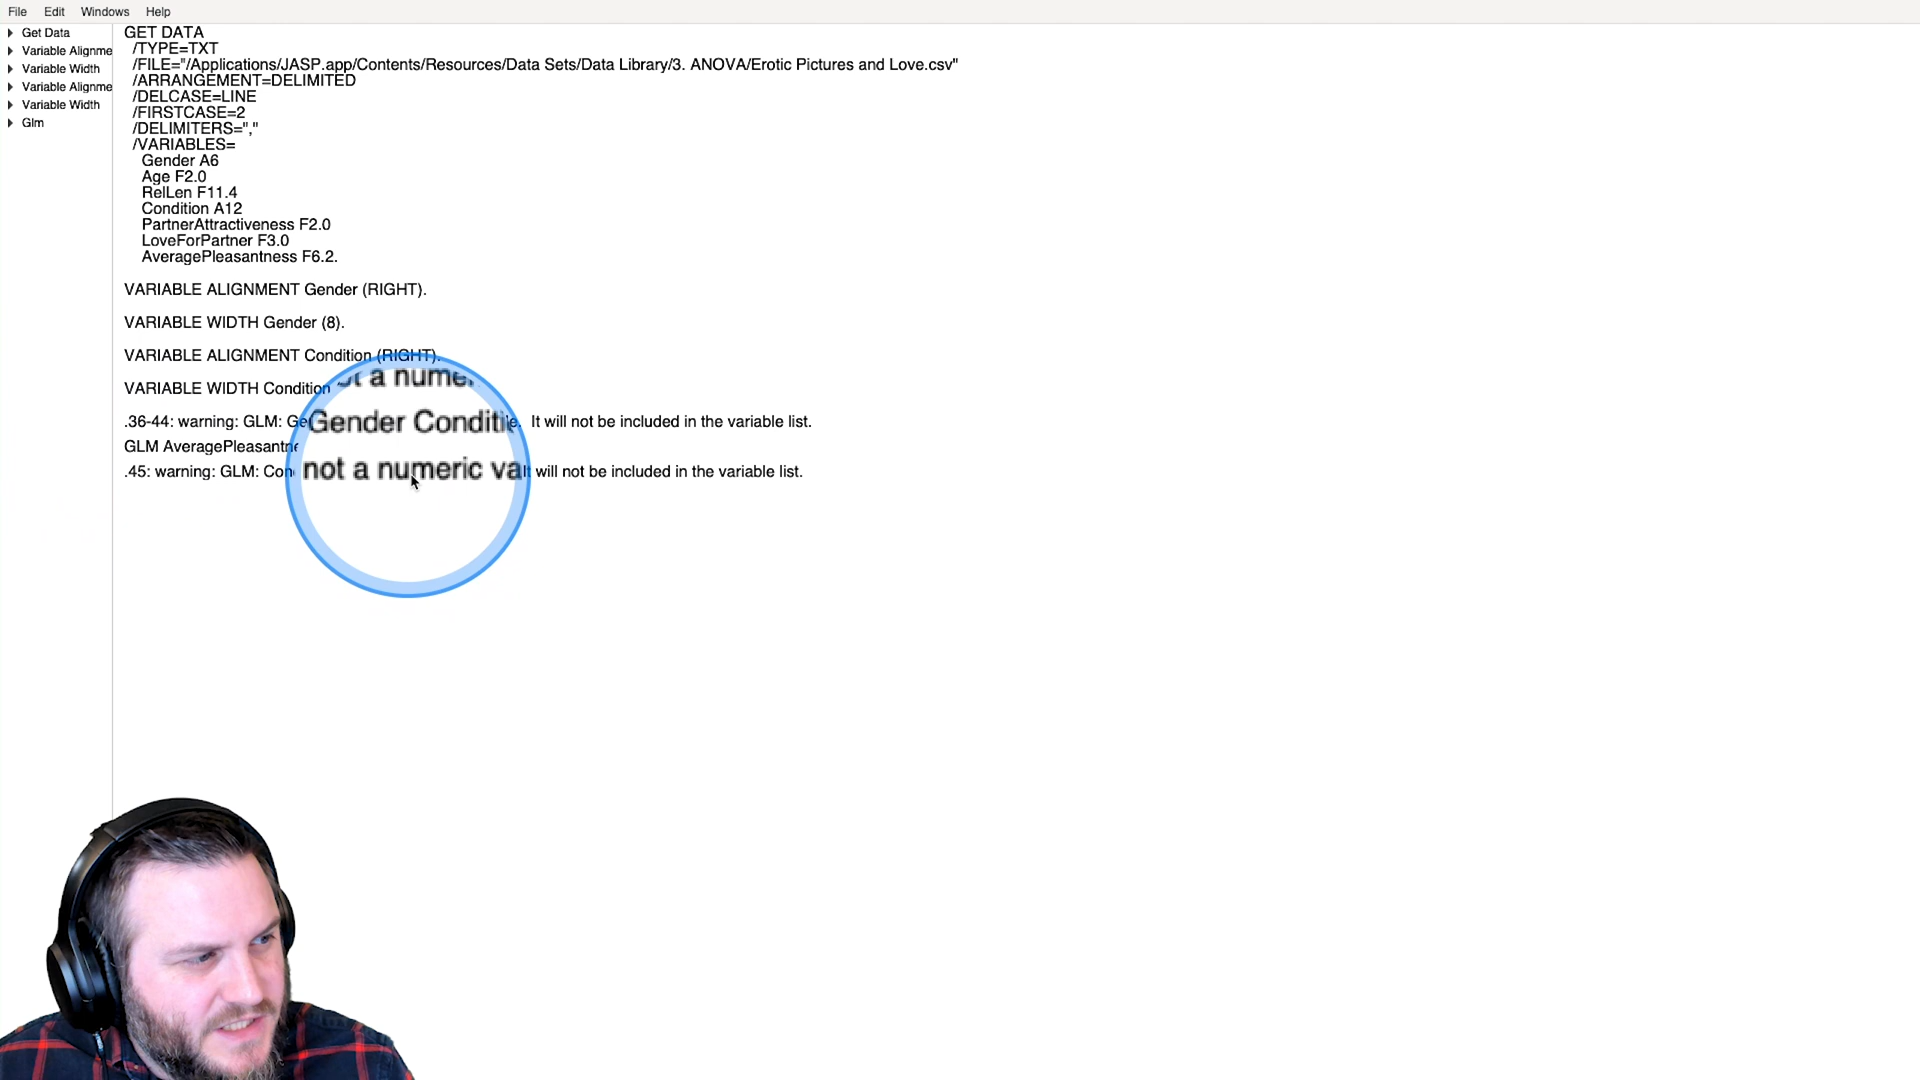 File Edit Windows Help
Get Data
Variable Alignme
Variable Width
Variable Alignme
Variable Width
Glm
GET DATA
/TYPE=TXT
/FILE="/Applications/JASP.app/Contents/Resources/Data Sets/Data Library/3. ANOVA/Erotic Pictures and Love.csv"
/ARRANGEMENT=DELIMITED
/DELCASE=LINE
/FIRSTCASE=2
/DELIMITERS=","
/VARIABLES=
Gender A6
Age F2.0
RelLen F11.4
Condition A12
PartnerAttractiveness F2.0
LoveForPartner F3.0
AveragePleasantness F6.2.
VARIABLE ALIGNMENT Gender (RIGHT).
VARIABLE WIDTH Gender (8).
VARIABLE ALIGNMENT Condition (RIGHT).
VARIABLE WIDTH Condition
a nume
.36-44: warning: GLM: Ge Gender Conditi It will not be included in the variable list.
GLM AveragePleasantne
.45: warning: GLM: Con not a numeric va It will not be included in the variable list.